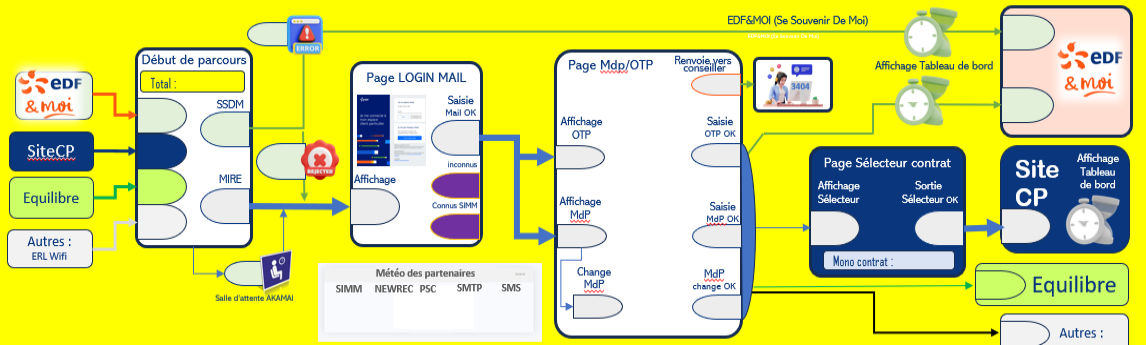 EDF&MOI (Se Souvenir De Moi)
ERROR
Début de parcours
Total :
SSDM
MIRE
EDF
& moi
SiteCP
Equilibre
Autres :
ERL Wifi
REJECTED
Salle d'attente AKAMAI
Page LOGIN MAIL
Saisie
Mail OK
inconnus
Affichage
Connus SIMM
Météo des partenaires
SIMM NEWREC PSC SMTP SMS
Page Mdp/OTP
Renvoie vers
conseiller
3404
Affichage
OTP
Saisie
OTP OK
Affichage
MdP
Saisie
MdP OK
Change
MdP
MdP
change OK
Affichage Tableau de bord
EDF
& moi
Page Sélecteur contrat
Affichage
Sélecteur
Sortie
Sélecteur OK
Mono contrat :
Site
CP
Affichage
Tableau
de bord
Equilibre
Autres :